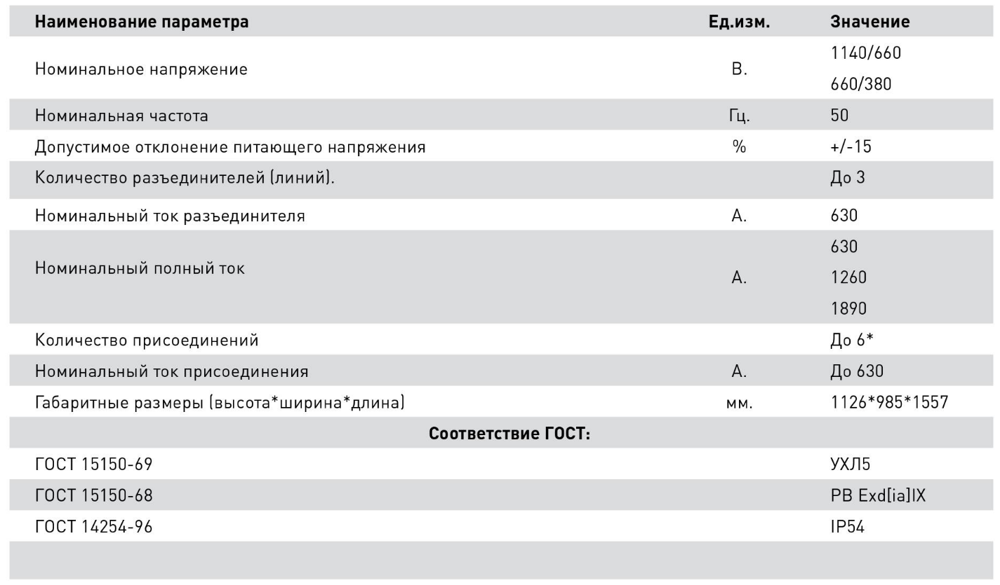 Наименование параметра Ед.изм. Значение
Номинальное напряжение В. 1140/660
660/380
Номинальная частота Гц. 50
Допустимое отклонение питающего напряжения % +/-15
Количество разъединителей (линий). До 3
Номинальный ток разъединителя А. 630
Номинальный полный ток А. 630
1260
1890
Количество присоединений До 6*
Номинальный ток присоединения А. До 630
Габаритные размеры (высота*ширина*длина) мм. 1126*985*1557
Соответствие ГОСТ:
ГОСТ 15150-69 УХЛ5
ГОСТ 15150-68 РВ Exd[ia]IX
ГОСТ 14254-96 IP54